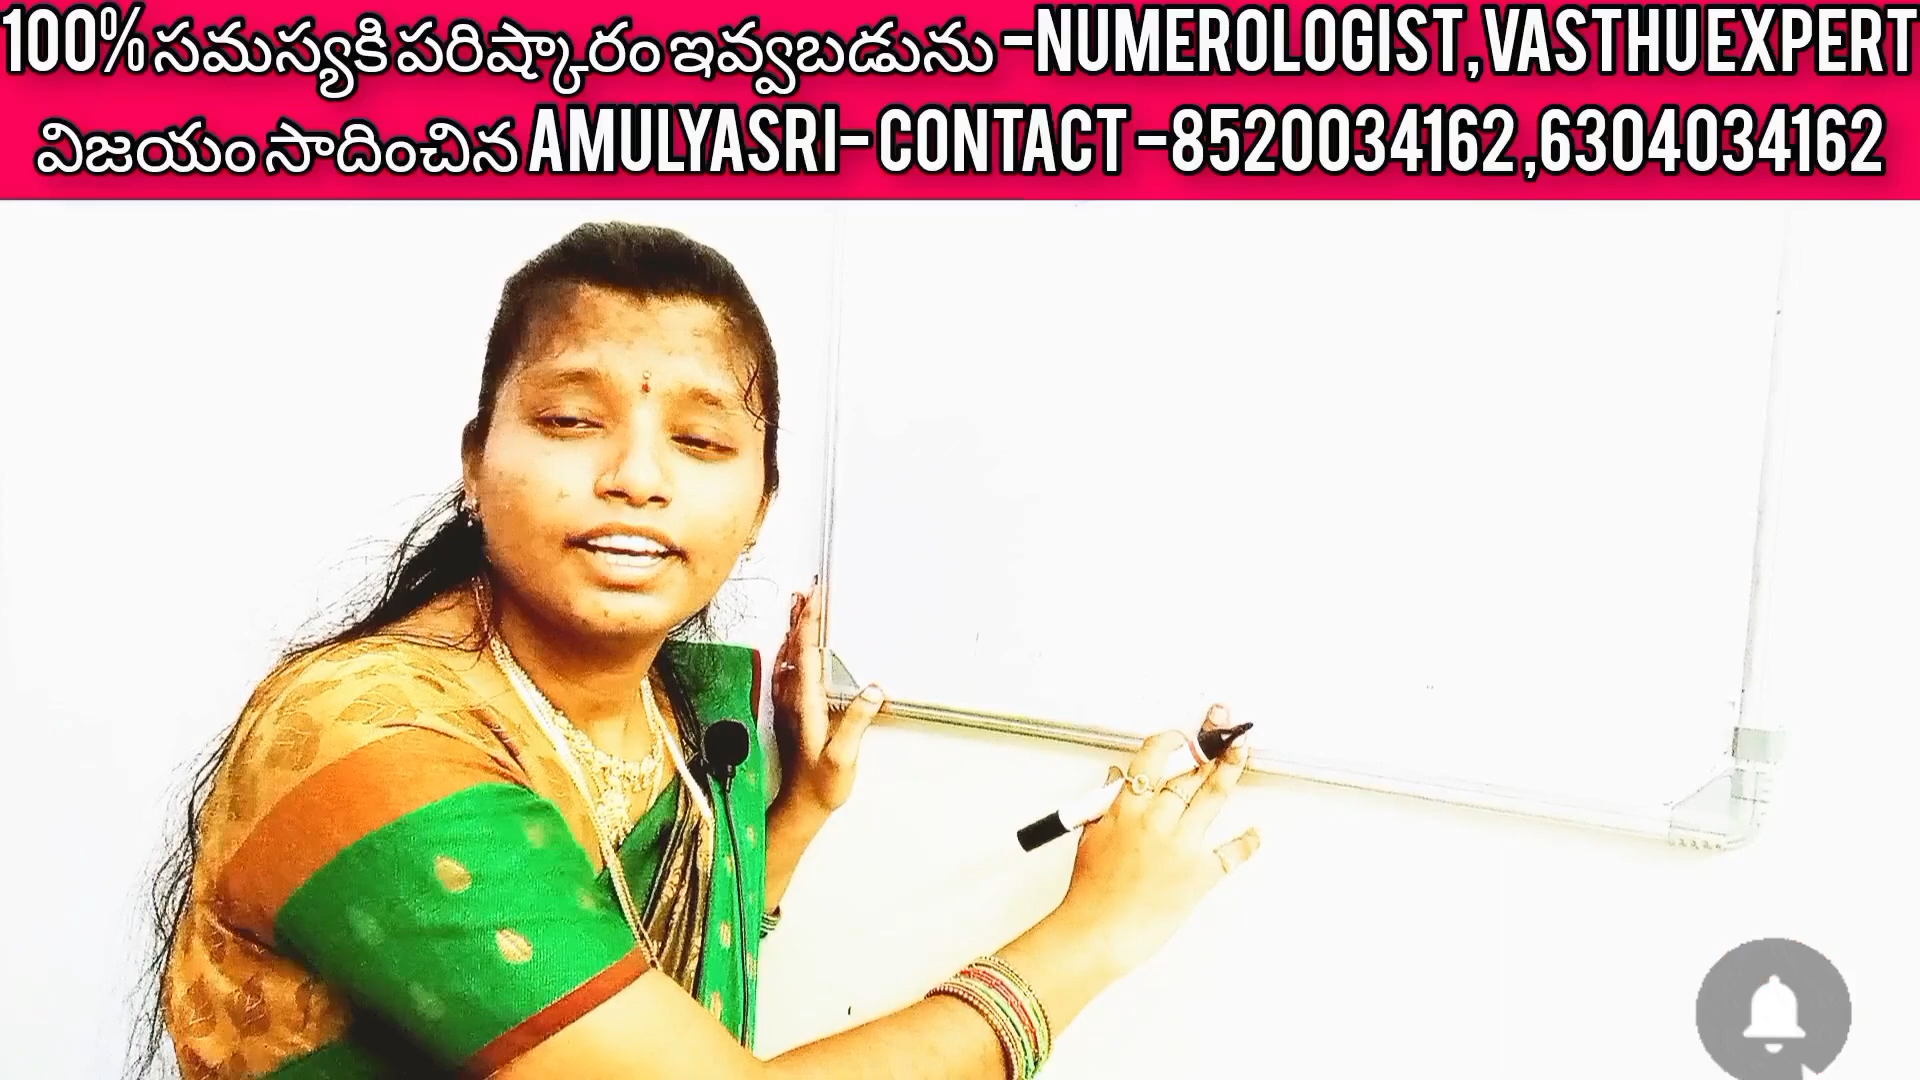 100% సమస్యకి పరిష్కారం ఇవ్వబడును -NUMEROLOGIST, VASTHU EXPERT
విజయం సాదించిన AMULYASRI- CONTACT -8520034162,6304034162